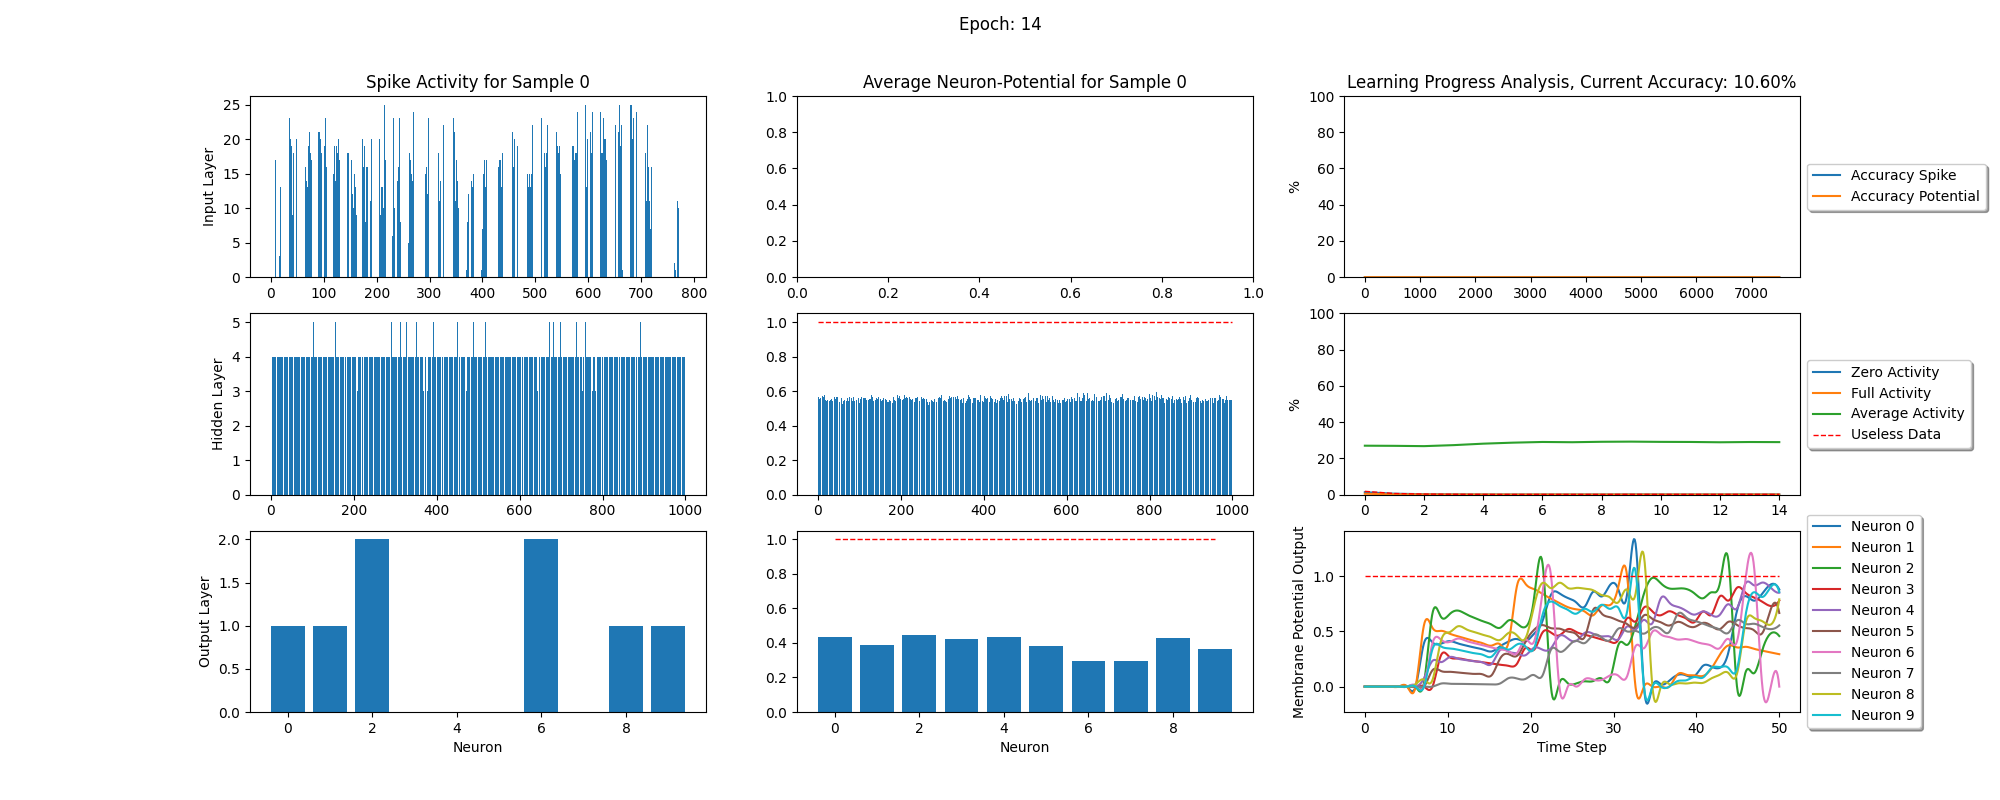 Epoch: 14
Spike Activity for Sample 0
Input Layer
25
20
15
10
5
0
0 100 200 300 400 500 600 700 800
Average Neuron-Potential for Sample 0
1.0
0.8
0.6
0.4
0.2
0.0
0.0 0.2 0.4 0.6 0.8 1.0
Learning Progress Analysis, Current Accuracy: 10.60%
%
100
80
60
40
20
0
0 1000 2000 3000 4000 5000 6000 7000
Accuracy Spike
Accuracy Potential
Hidden Layer
5
4
3
2
1
0
0 200 400 600 800 1000
1.0
0.8
0.6
0.4
0.2
0.0
0 200 400 600 800 1000
%
100
80
60
40
20
0
0 2 4 6 8 10 12 14
Zero Activity
Full Activity
Average Activity
Useless Data
Output Layer
2.0
1.5
1.0
0.5
0.0
0 2 4 6 8
Neuron
1.0
0.8
0.6
0.4
0.2
0.0
0 2 4 6 8
Neuron
Membrane Potential Output
1.0
0.5
0.0
0 10 20 30 40 50
Time Step
Neuron 0
Neuron 1
Neuron 2
Neuron 3
Neuron 4
Neuron 5
Neuron 6
Neuron 7
Neuron 8
Neuron 9